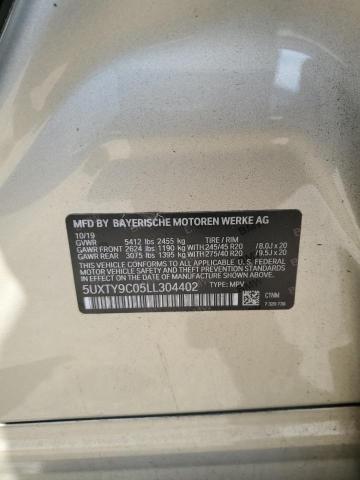 MFD. BY BAYERISCHE MOTOREN WERKE AG
10/19
GVWR 5412 lbs 2455 kg TIRE / RIM
GAWR FRONT 2624 lbs 1190 kg WITH 245/45 R20 / 8.0J x 20
GAWR REAR 3075 lbs 1395 kg WITH 275/40 R20 / 9.5J x 20
THIS VEHICLE CONFORMS TO ALL APPLICABLE U.S. FEDERAL
MOTOR VEHICLE SAFETY, BUMPER, AND THEFT PREVENTION
STANDARDS IN EFFECT ON THE DATE OF MANUFACTURE SHOWN ABOVE.
5UXTY9C05LL304402 TYPE: MPV
CTNM